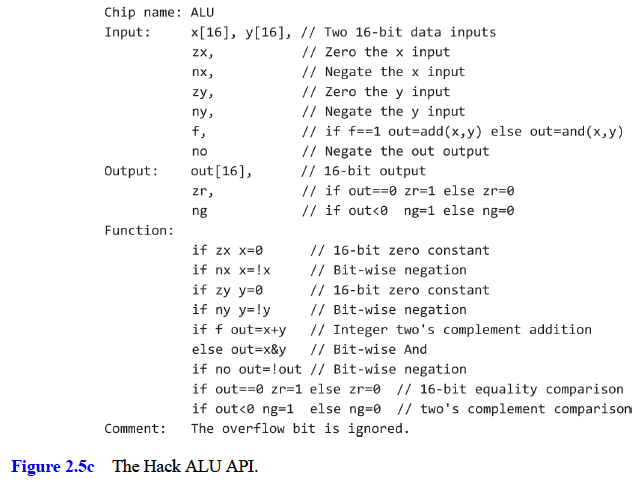 Chip name: ALU
Input: x[16], y[16], // Two 16-bit data inputs
zx, // Zero the x input
nx, // Negate the x input
zy, // Zero the y input
ny, // Negate the y input
f, // if f==1 out=add(x,y) else out=and(x,y)
no // Negate the out output
Output: out[16], // 16-bit output
zr, // if out==0 zr=1 else zr=0
ng // if out<0 ng=1 else ng=0
Function:
if zx x=0 // 16-bit zero constant
if nx x=!x // Bit-wise negation
if zy y=0 // 16-bit zero constant
if ny y=!y // Bit-wise negation
if f out=x+y // Integer two's complement addition
else out=x&y // Bit-wise And
if no out=!out // Bit-wise negation
if out==0 zr=1 else zr=0 // 16-bit equality comparison
if out<0 ng=1 else ng=0 // two's complement comparison
Comment: The overflow bit is ignored.
Figure 2.5c The Hack ALU API.